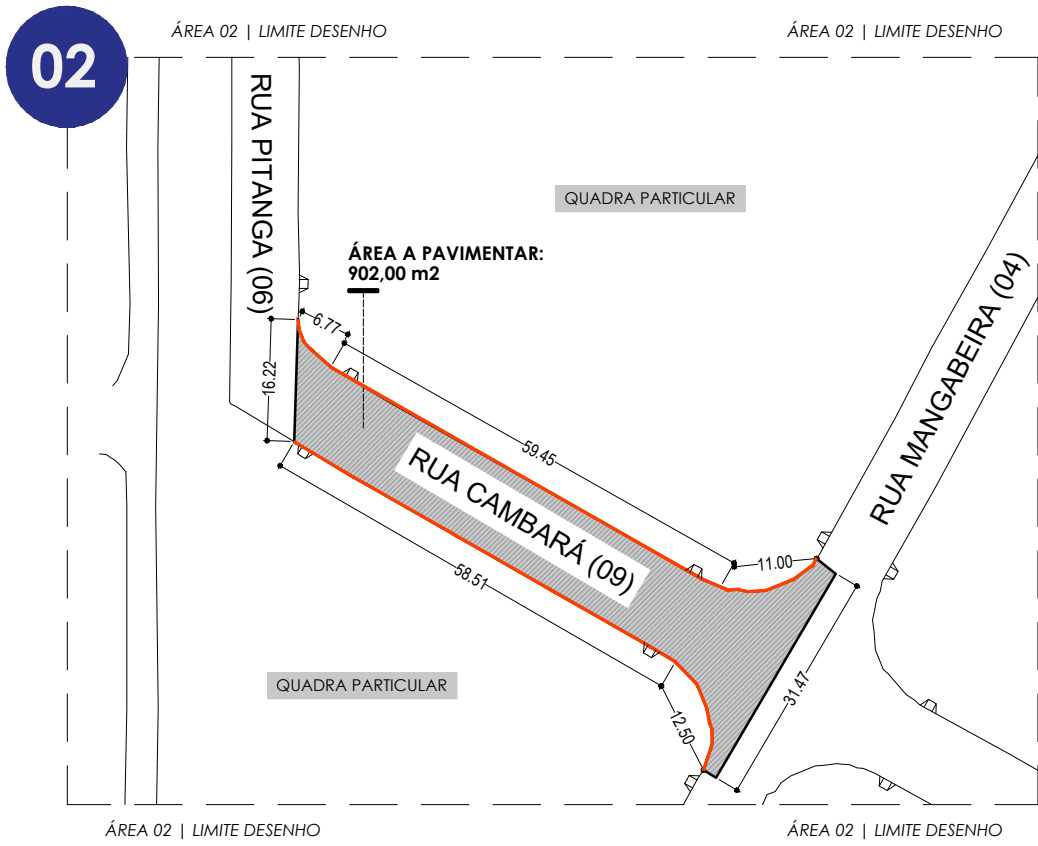 02
ÁREA 02 | LIMITE DESENHO
ÁREA 02 | LIMITE DESENHO
RUA PITANGA (06)
QUADRA PARTICULAR
ÁREA A PAVIMENTAR:
902,00 m2
RUA MANGABEIRA (04)
6.77
16.22
59.45
RUA CAMBARÁ (09)
11.00
58.51
31.47
QUADRA PARTICULAR
12.50
ÁREA 02 | LIMITE DESENHO
ÁREA 02 | LIMITE DESENHO